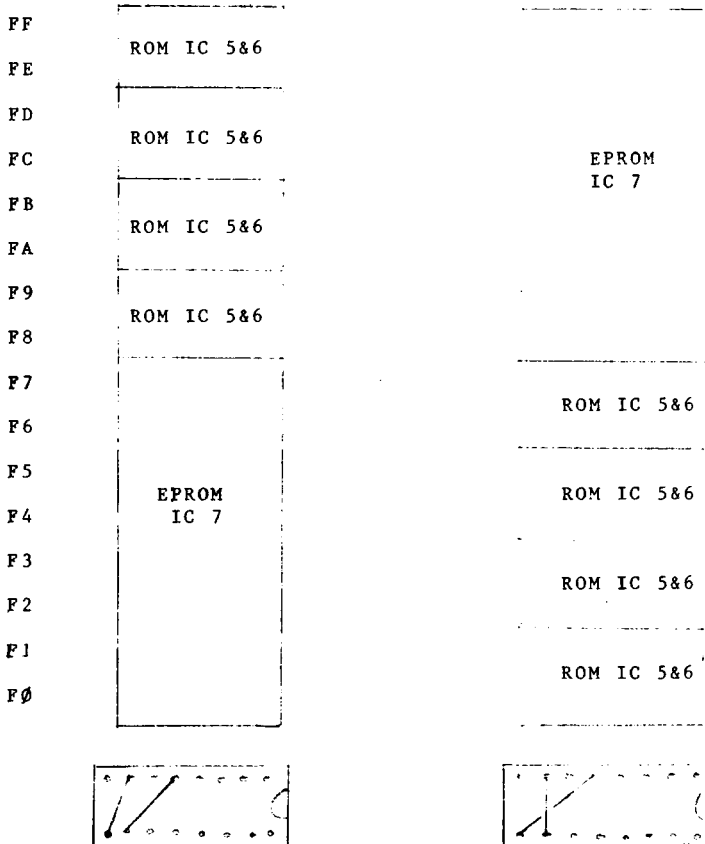 FF
ROM IC 5&6
FE
FD
ROM IC 5&6
FC
FB
ROM IC 5&6
FA
F9
ROM IC 5&6
F8
F7
F6
F5
EPROM
IC 7
F4
F3
F2
F1
FØ
EPROM
IC 7
ROM IC 5&6
ROM IC 5&6
ROM IC 5&6
ROM IC 5&6